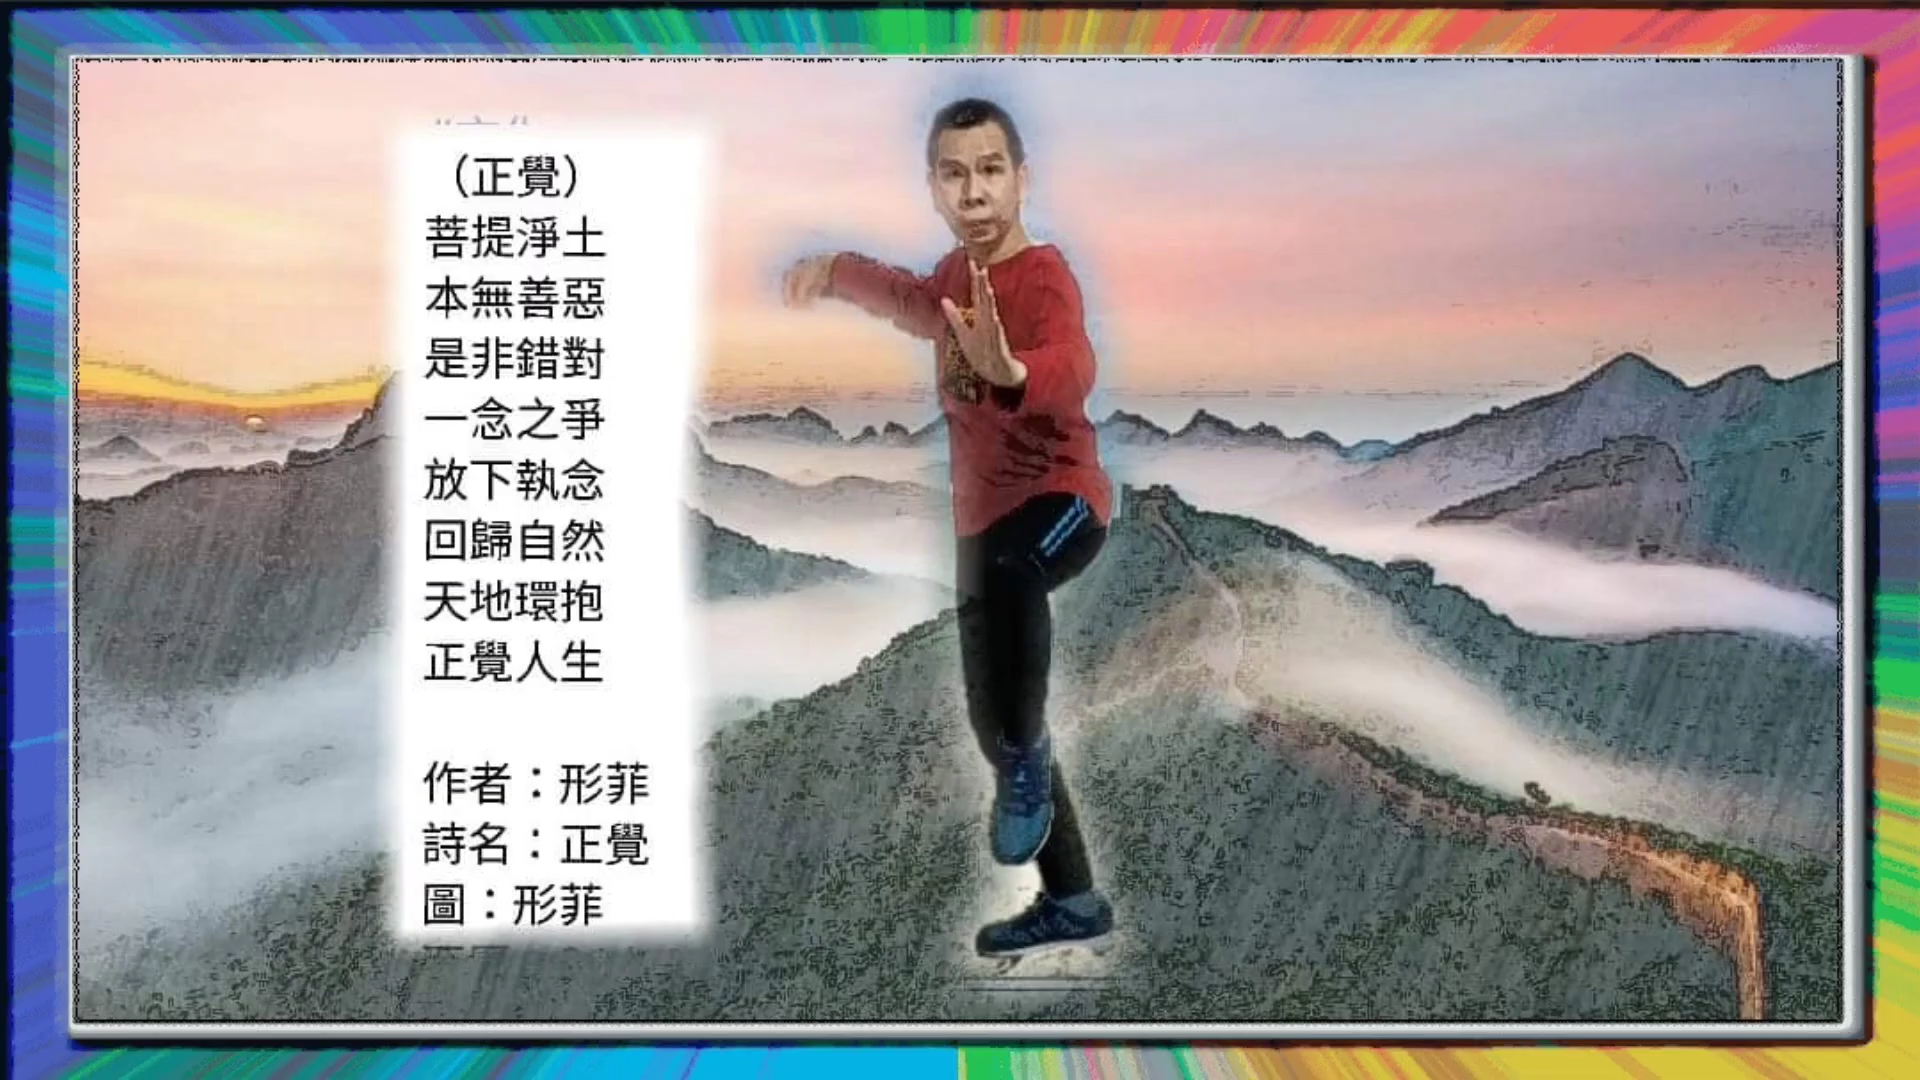 （正覺）
菩提淨土
本無善惡
是非錯對
一念之爭
放下執念
回歸自然
天地環抱
正覺人生
作者：形菲
詩名：正覺
圖：形菲